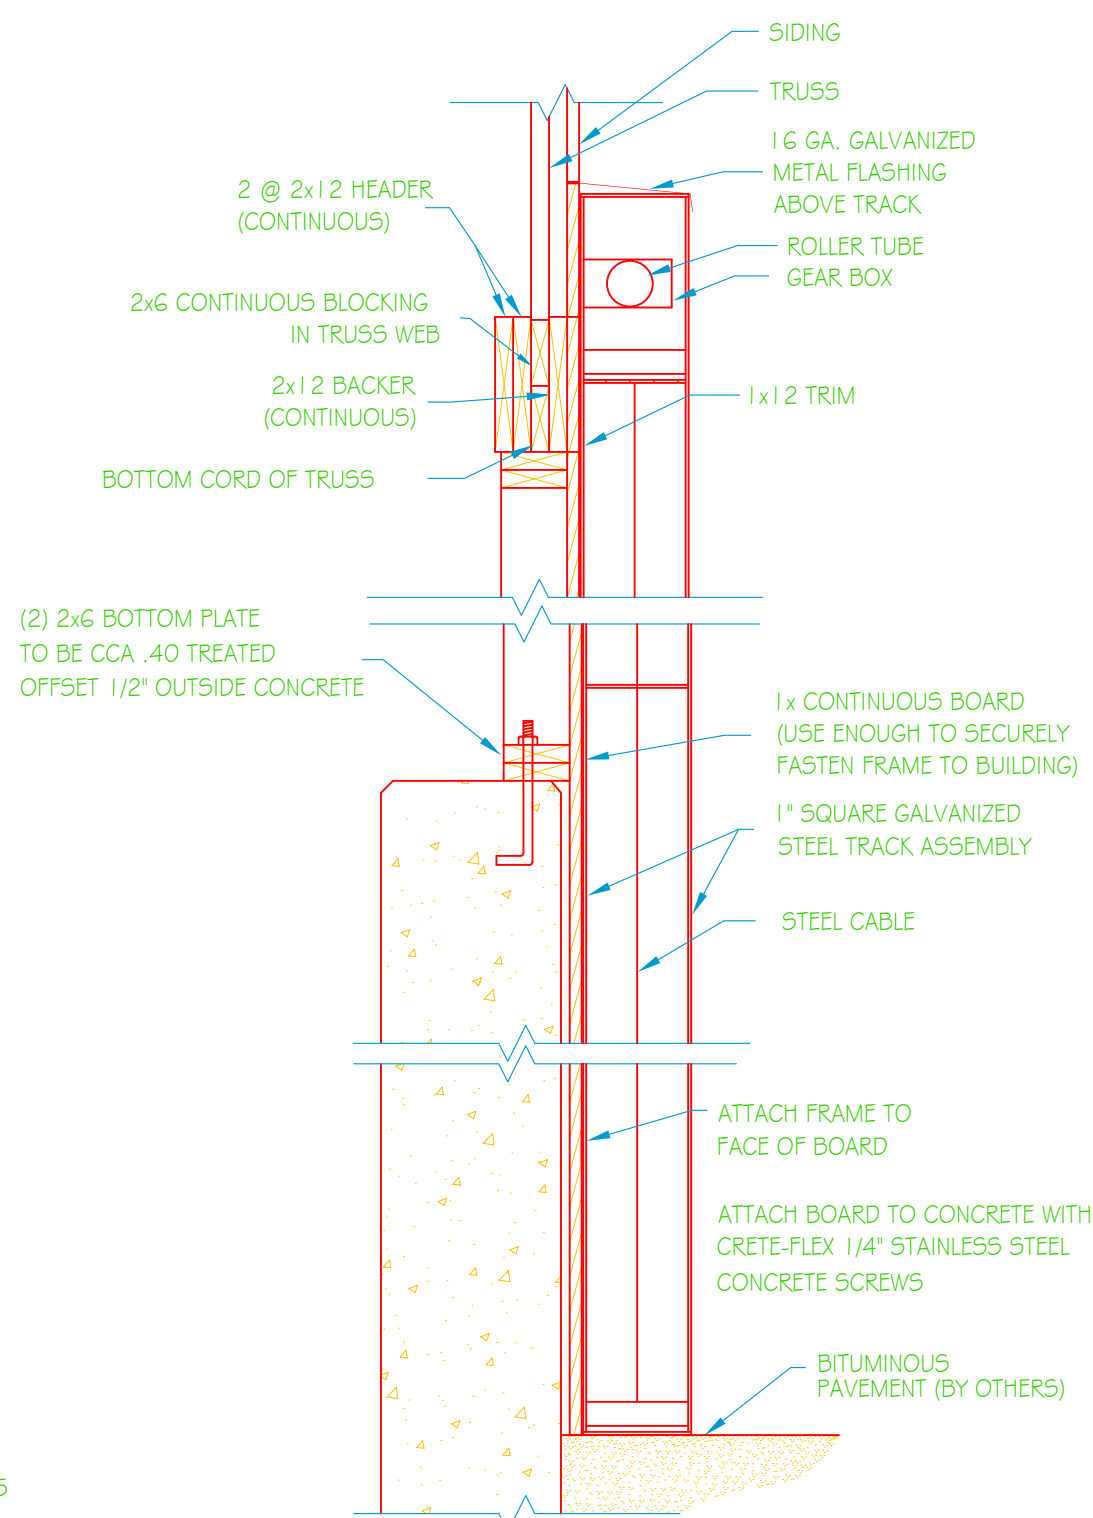 SIDING
TRUSS
16 GA. GALVANIZED
METAL FLASHING
ABOVE TRACK
2 @ 2x12 HEADER
(CONTINUOUS)
ROLLER TUBE
GEAR BOX
2x6 CONTINUOUS BLOCKING
IN TRUSS WEB
2x12 BACKER
(CONTINUOUS)
1x12 TRIM
BOTTOM CORD OF TRUSS
(2) 2x6 BOTTOM PLATE
TO BE CCA .40 TREATED
OFFSET 1/2" OUTSIDE CONCRETE
1x CONTINUOUS BOARD
(USE ENOUGH TO SECURELY
FASTEN FRAME TO BUILDING)
1" SQUARE GALVANIZED
STEEL TRACK ASSEMBLY
STEEL CABLE
ATTACH FRAME TO
FACE OF BOARD
ATTACH BOARD TO CONCRETE WITH
CRETE-FLEX 1/4" STAINLESS STEEL
CONCRETE SCREWS
BITUMINOUS
PAVEMENT (BY OTHERS)